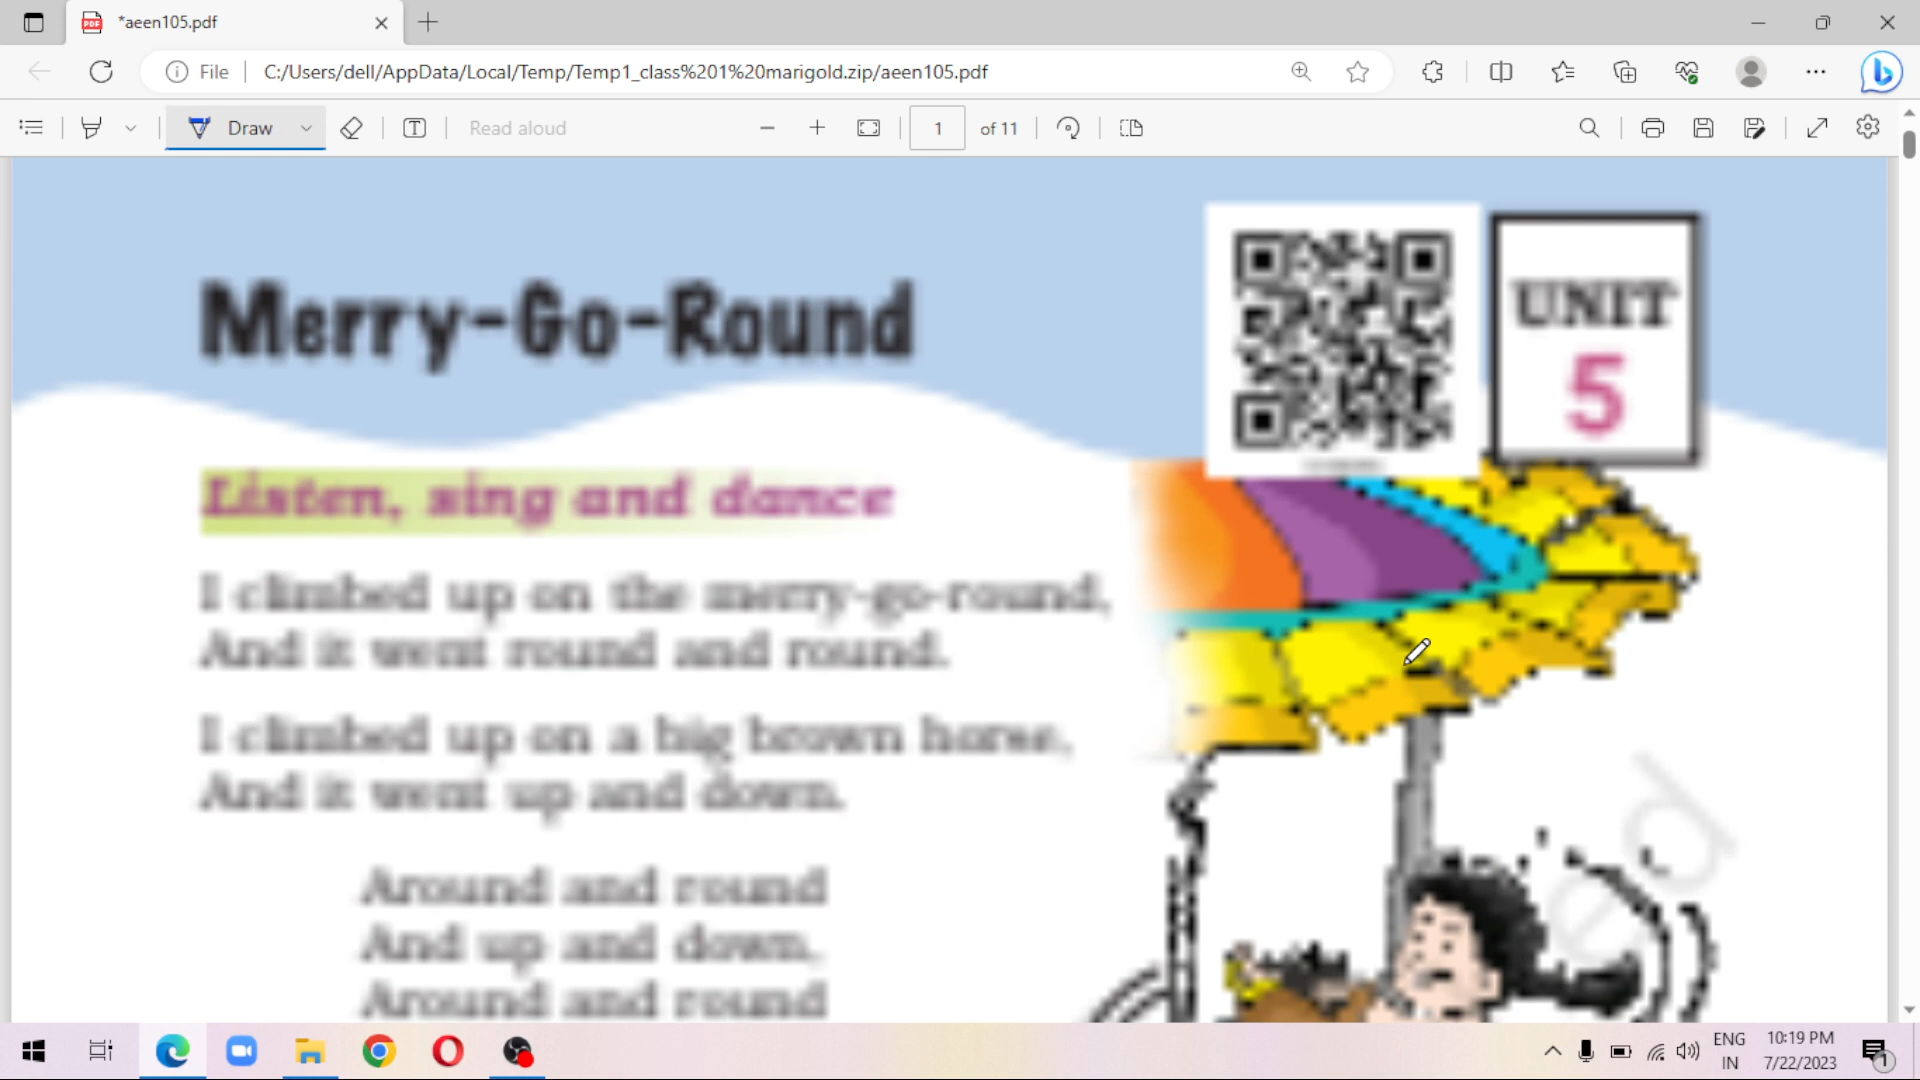 *aeen105.pdf
File
C:/Users/dell/AppData/Local/Temp/Temp1_class%201%20marigold.zip/aeen105.pdf
Draw
Read aloud
1 of 11
Merry-Go-Round
UNIT
5
Listen, sing and dance
I climbed up on the merry-go-round,
And it went round and round.
I climbed up on a big brown horse,
And it went up and down.
Around and round
And up and down,
Around and round
ed
ENG
IN
10:19 PM
7/22/2023
1